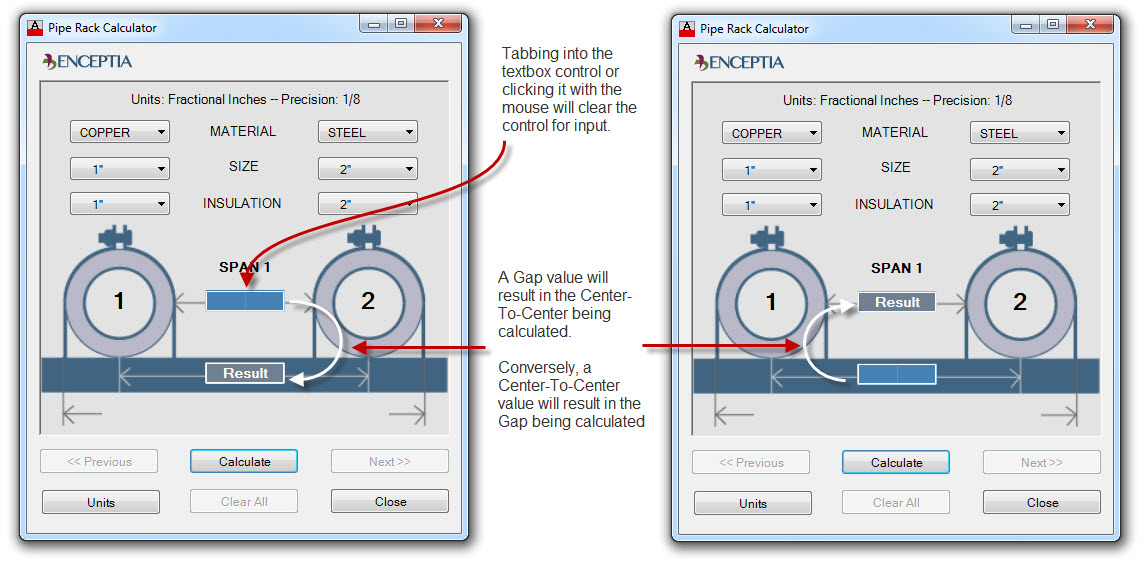 Pipe Rack Calculator
ENCEPTIA
Units: Fractional Inches -- Precision: 1/8
COPPER MATERIAL STEEL
1" SIZE 2"
1" INSULATION 2"
SPAN 1
1 2
Result
<< Previous Calculate Next >>
Units Clear All Close
Tabbing into the
textbox control or
clicking it with the
mouse will clear the
control for input.
A Gap value will
result in the Center-
To-Center being
calculated.
Conversely, a
Center-To-Center
value will result in the
Gap being calculated
Pipe Rack Calculator
ENCEPTIA
Units: Fractional Inches -- Precision: 1/8
COPPER MATERIAL STEEL
1" SIZE 2"
1" INSULATION 2"
SPAN 1
1 Result 2
<< Previous Calculate Next >>
Units Clear All Close